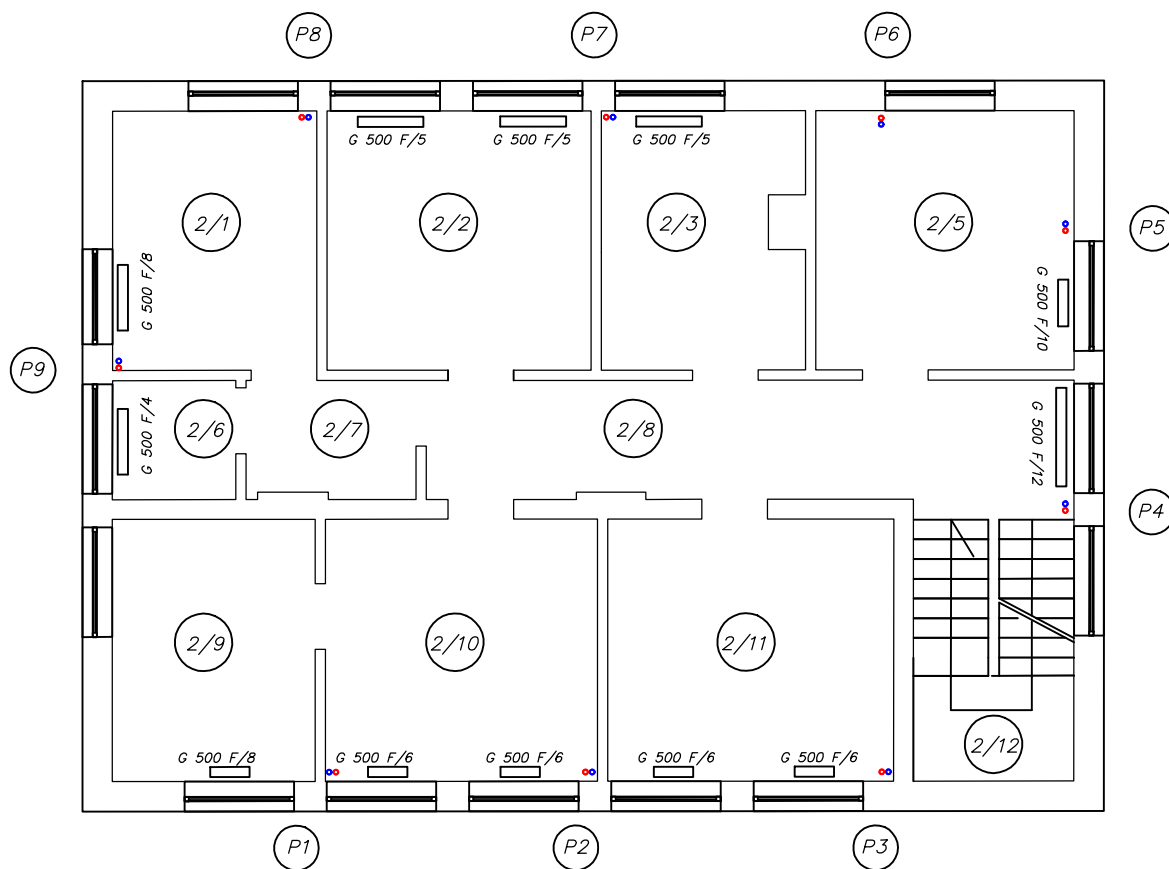 P8
P7
P6
G 500 F/5
G 500 F/5
G 500 F/5
2/1
2/2
2/3
2/5
P5
G 500 F/8
G 500 F/10
P9
G 500 F/4
2/6
2/7
2/8
G 500 F/12
P4
2/9
2/10
2/11
2/12
G 500 F/8
G 500 F/6
G 500 F/6
G 500 F/6
G 500 F/6
P1
P2
P3